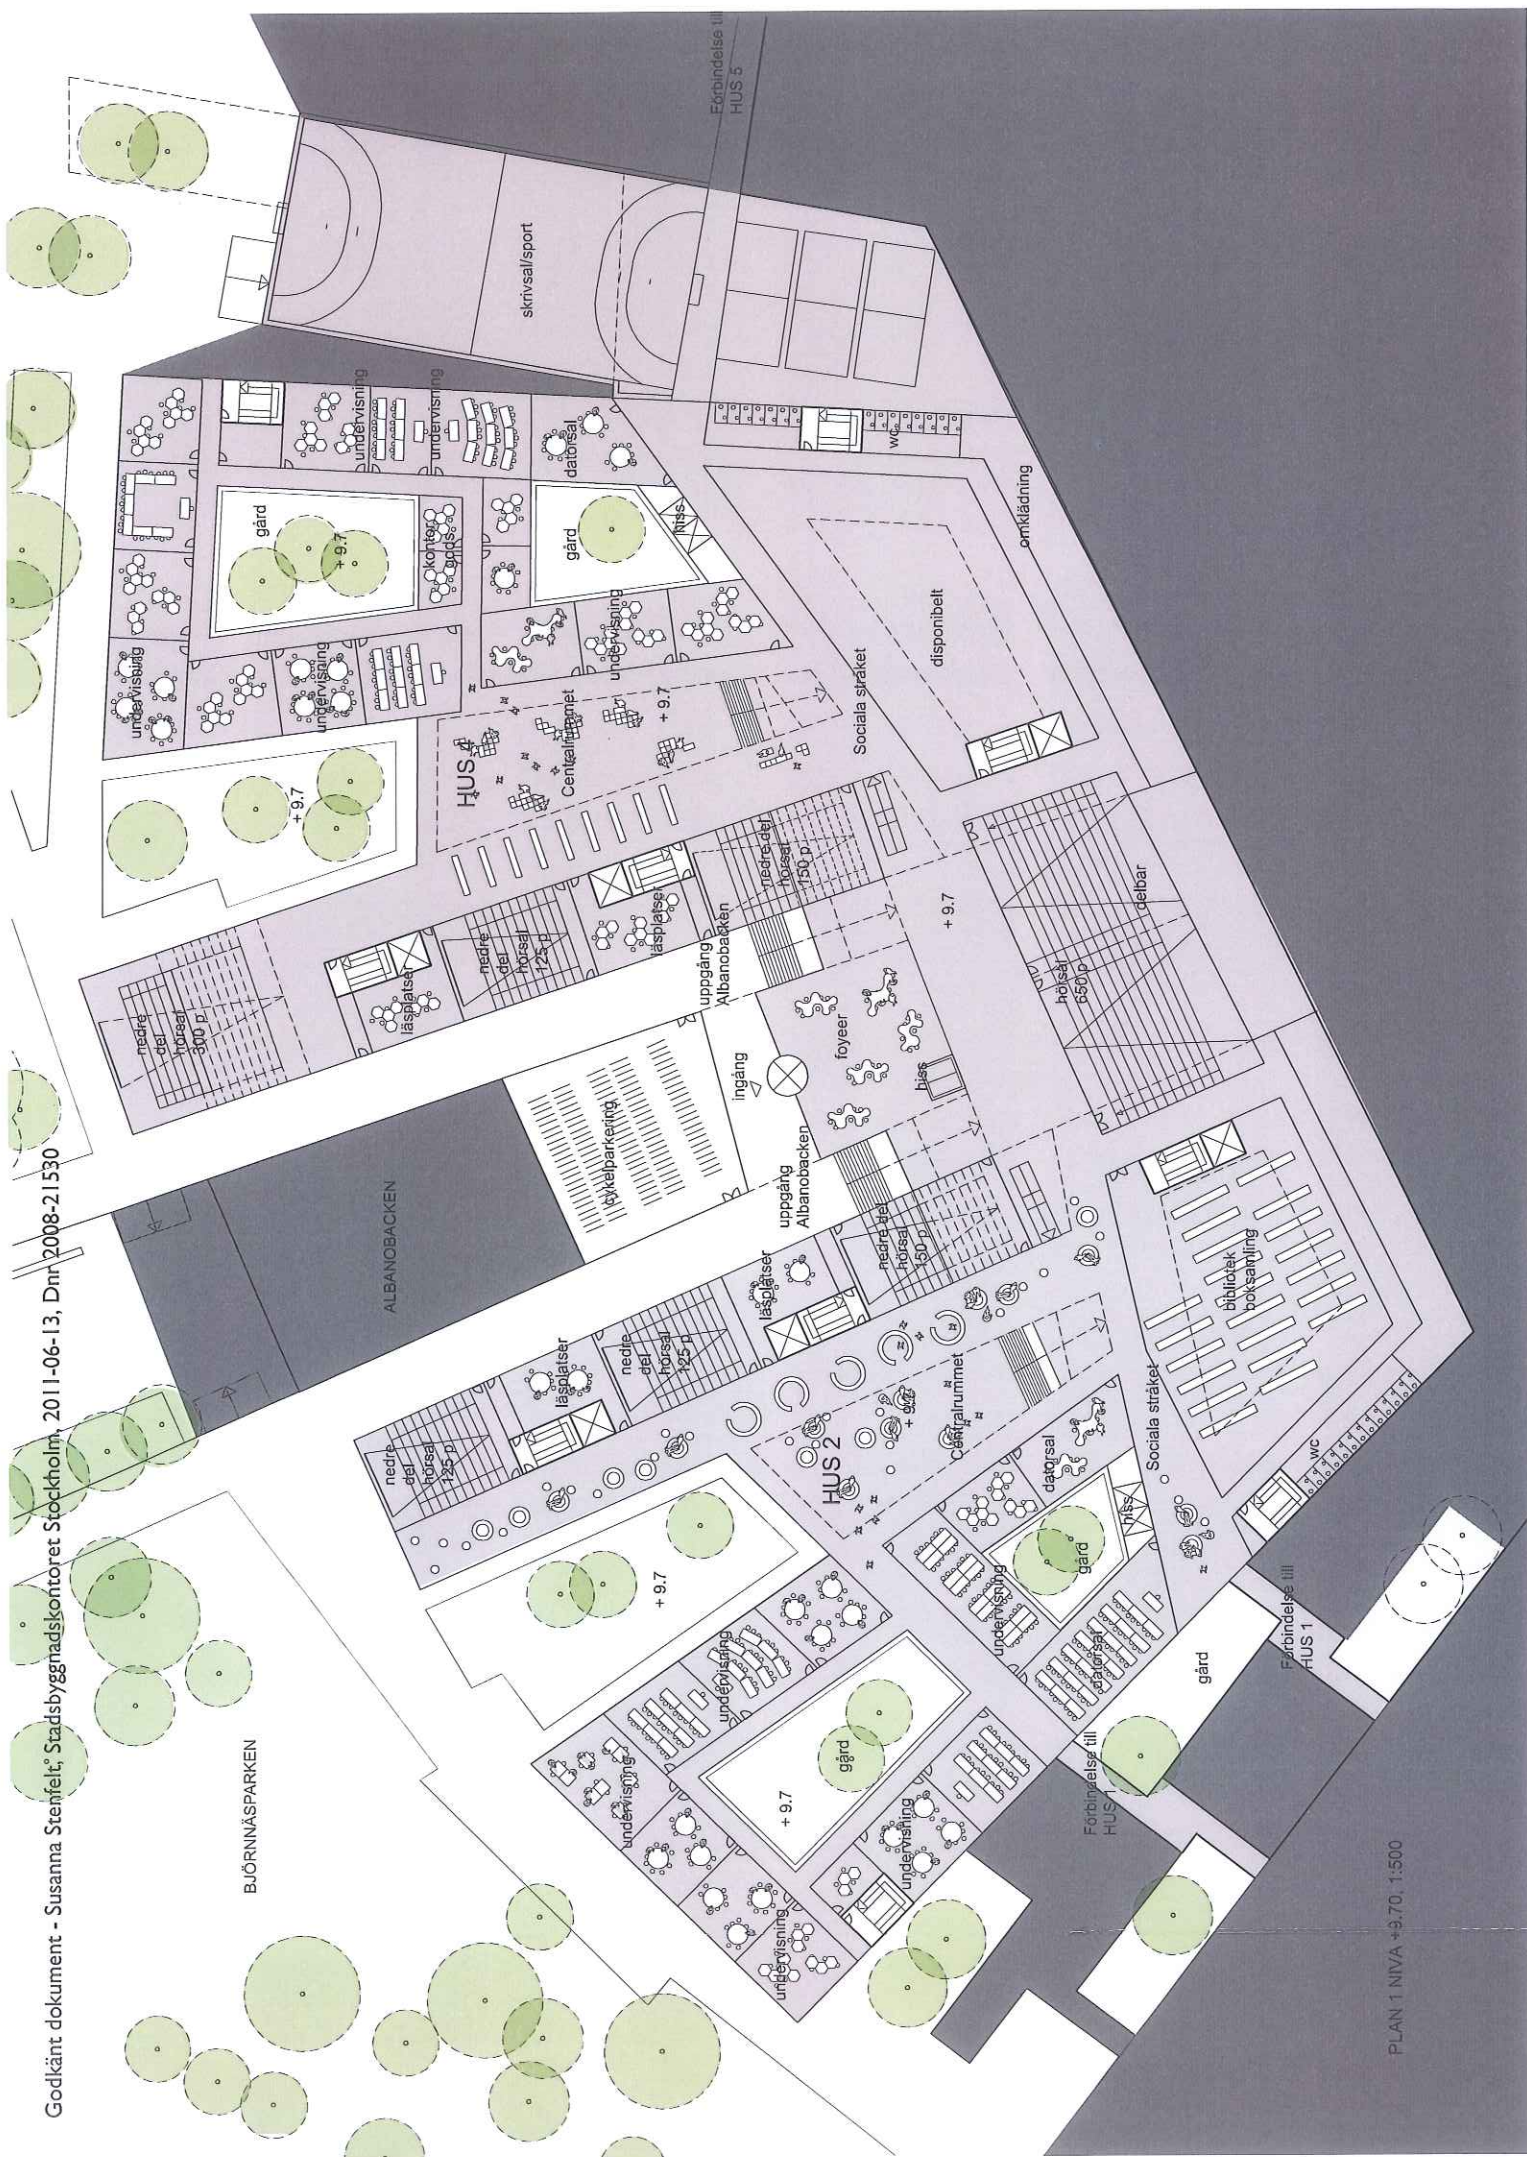 Godkänt dokument - Susanna Stenfelt, Stadsbyggnadskontoret Stockholm, 2011-06-13, Dnr 2008-21530
BJÖRNNÄSPARKEN
ALBANOBACKEN
nedre
del
hörsal
300 p
undervisning
gård
undervisning
+ 9.7
+ 9.7
undervisning
undervisning
kontor
gods
läsplatser
nedre
del
hörsal
125 p
HUS 4
skrivsal/sport
nedre
del
hörsal
125 p
läsplatser
cykelparkering
läsplatser
Centralrummet
undervisning
gård
datorsal
hiss
+ 9.7
nedre
del
hörsal
125 p
uppgång
Albanobacken
ingång
nedre del
hörsal
150 p
Förbindelse till
HUS 5
läsplatser
uppgång
Albanobacken
foyeer
hiss
Sociala stråket
nedre del
hörsal
150 p
+ 9.7
disponibelt
wc
omklädning
undervisning
undervisning
+ 9.7
HUS 2
+ 9.7
Centralrummet
hörsal
650 p
delbar
undervisning
+ 9.7
gård
undervisning
undervisning
datorsal
gård
hiss
datorsal
Sociala stråket
bibliotek
boksamling
wc
gård
Förbindelse till
HUS 1
Förbindelse till
HUS 1
PLAN 1 NIVA +9.70, 1:500